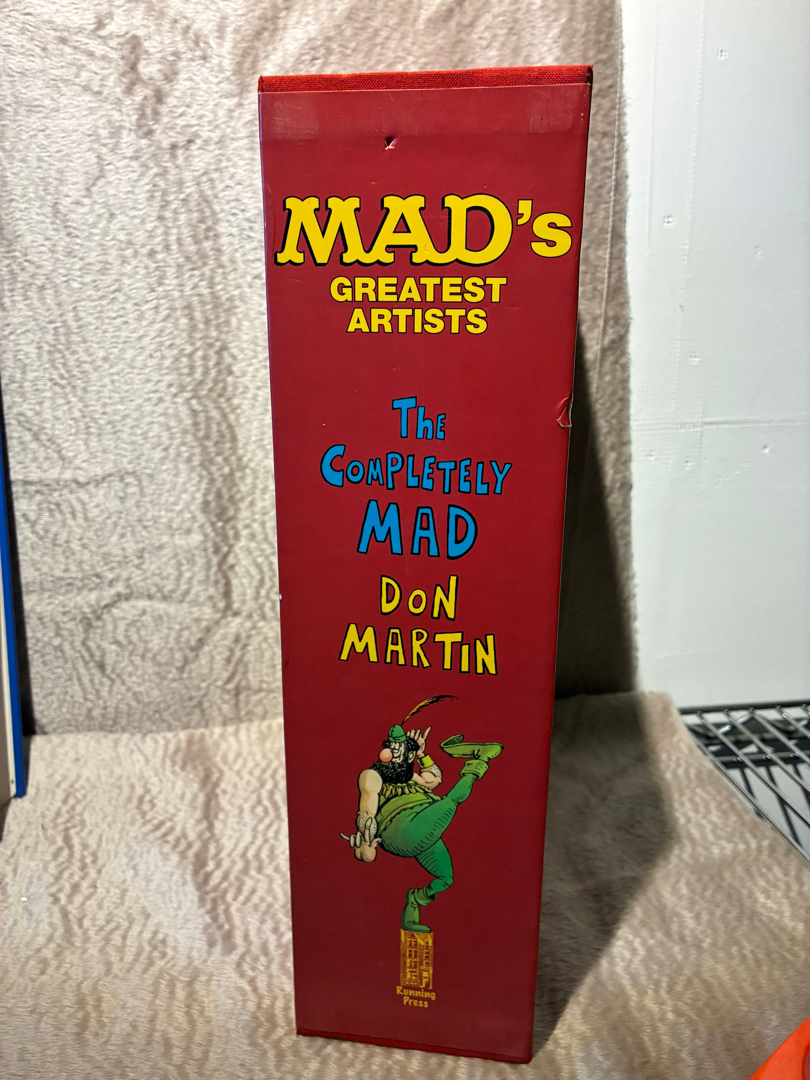 MAD's
GREATEST
ARTISTS
The
COMPLETELY
MAD
DON
MARTIN
Running
Press